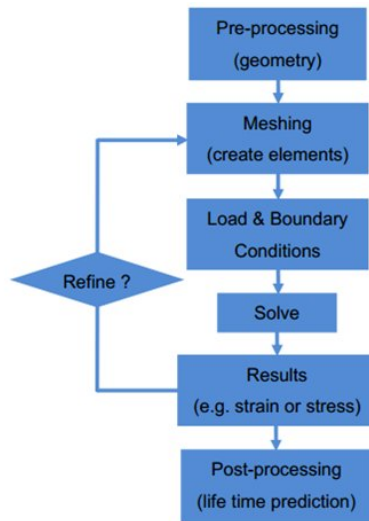 Pre-processing
(geometry)
Meshing
(create elements)
Load & Boundary
Conditions
Refine ?
Solve
Results
(e.g. strain or stress)
Post-processing
(life time prediction)